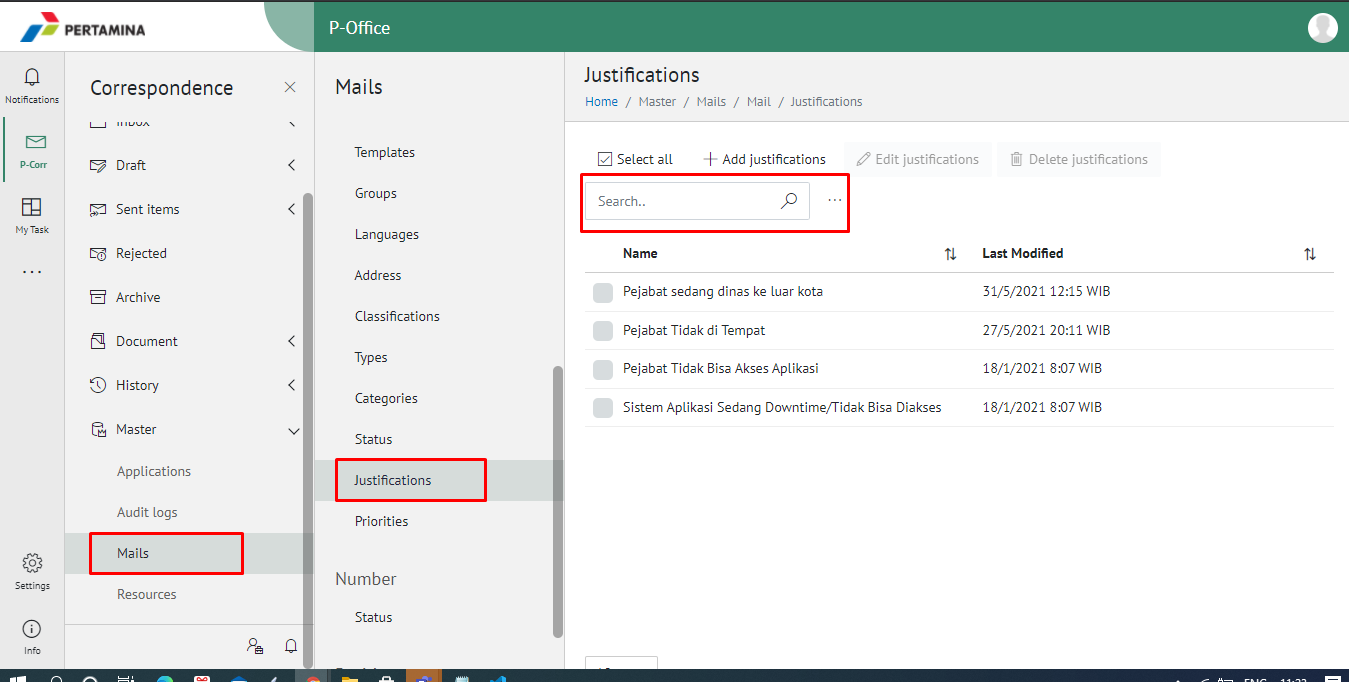 PERTAMINA
P-Office
Notifications
P-Corr
My Task
...
Settings
Info
Correspondence
Inbox
Draft
Sent items
Rejected
Archive
Document
History
Master
Applications
Audit logs
Mails
Resources
Mails
Templates
Groups
Languages
Address
Classifications
Types
Categories
Status
Justifications
Priorities
Number
Status
Justifications
Home / Master / Mails / Mail / Justifications
Select all Add justifications Edit justifications Delete justifications
Search.. ...
Name Last Modified
Pejabat sedang dinas ke luar kota 31/5/2021 12:15 WIB
Pejabat Tidak di Tempat 27/5/2021 20:11 WIB
Pejabat Tidak Bisa Akses Aplikasi 18/1/2021 8:07 WIB
Sistem Aplikasi Sedang Downtime/Tidak Bisa Diakses 18/1/2021 8:07 WIB
ENG